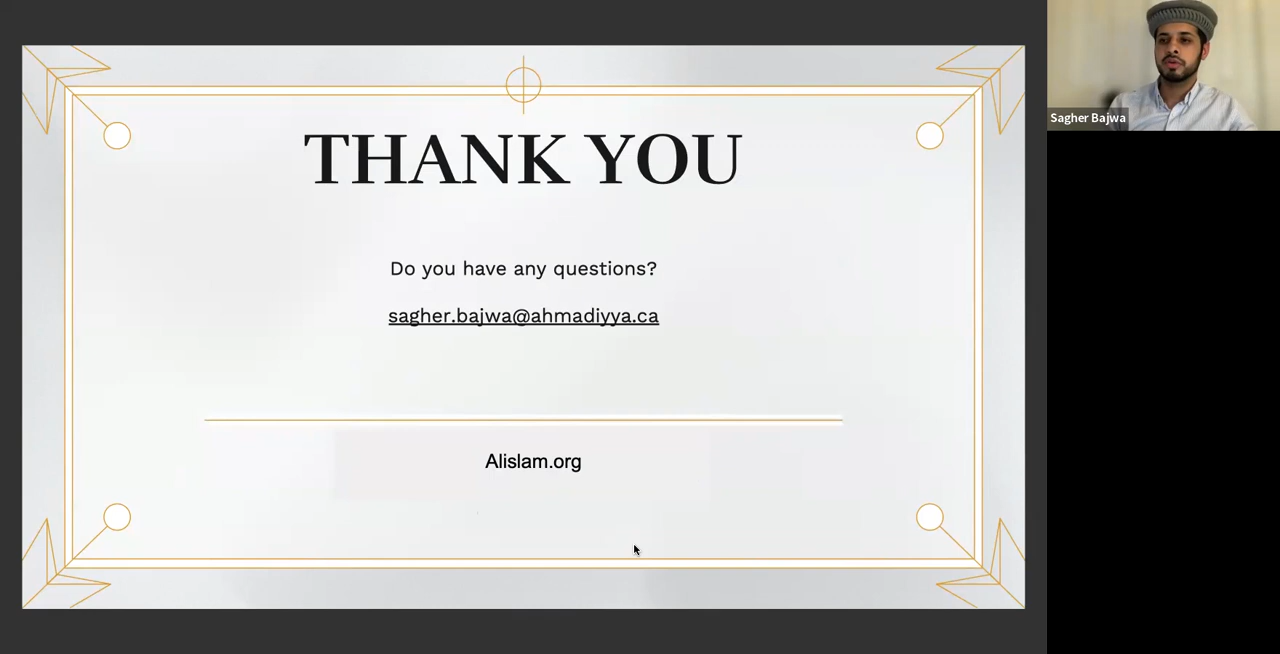 THANK YOU
Do you have any questions?
sagher.bajwa@ahmadiyya.ca
Alislam.org
Sagher Bajwa